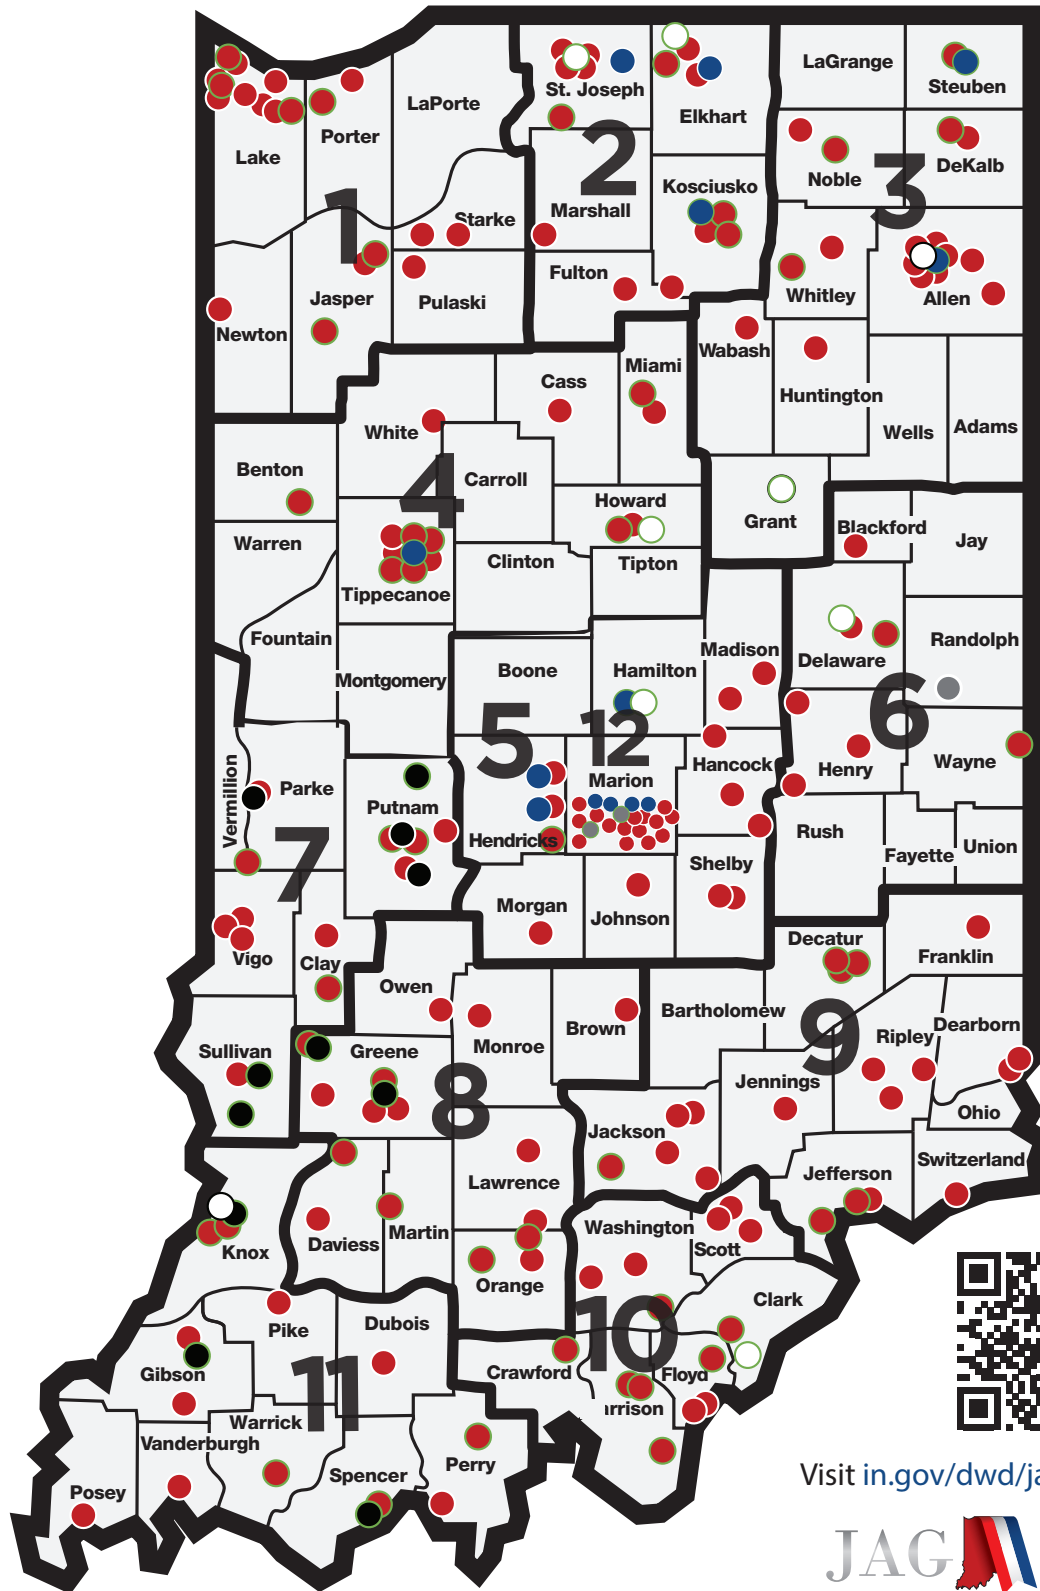 LaGrange
Steuben
LaPorte
St. Joseph
Elkhart
Porter
Lake
2
Noble
DeKalb
3
Kosciusko
Marshall
Starke
1
Fulton
Jasper
Pulaski
Newton
Whitley
Allen
Wabash
Miami
Cass
Huntington
White
Wells
Adams
Benton
4
Carroll
Howard
Grant
Blackford
Jay
Warren
Clinton
Tipton
Tippecanoe
Fountain
Boone
Hamilton
Madison
Delaware
Randolph
Montgomery
5
12
6
Marion
Hancock
Henry
Wayne
Vermillion
Parke
Putnam
7
Hendricks
Rush
Fayette
Union
Shelby
Morgan
Johnson
Vigo
Clay
Decatur
Franklin
Owen
Brown
Bartholomew
9
Ripley
Dearborn
Sullivan
Greene
Monroe
8
Jennings
Ohio
Jackson
Lawrence
Jefferson
Switzerland
Knox
Daviess
Martin
Washington
Scott
Orange
Clark
10
Pike
Dubois
Gibson
11
Crawford
Floyd
rrison
Warrick
Vanderburgh
Spencer
Perry
Posey
Visit in.gov/dwd/ja
JAG